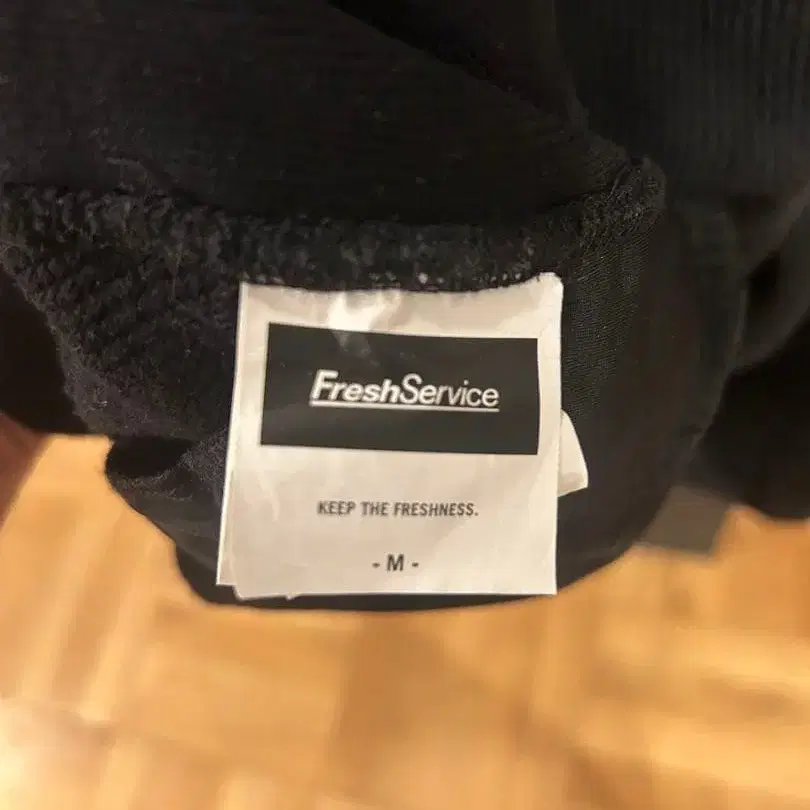 FreshService
KEEP THE FRESHNESS.
- M -